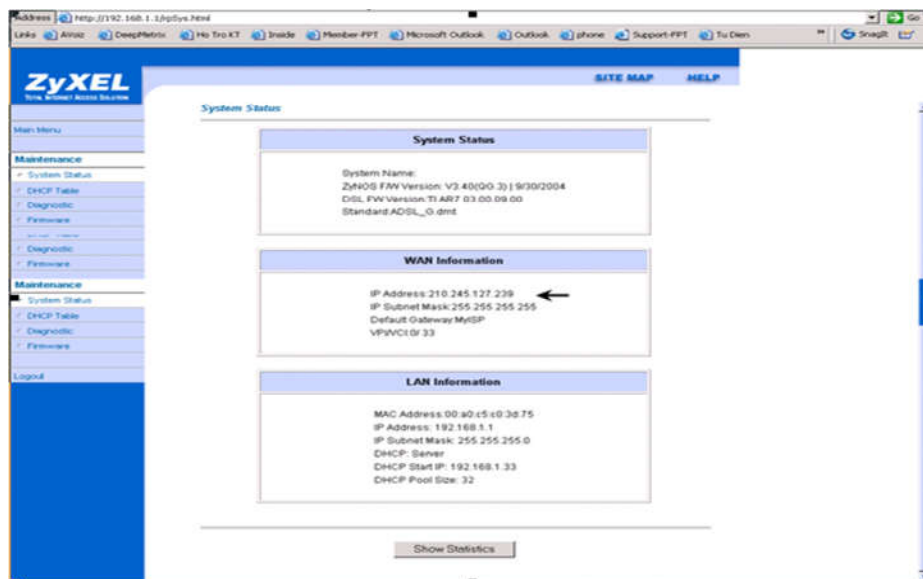 Address http://192.168.1.1/rpSys.html Go
Links AVoiz DeepMetrix Ho Tro KT Inside Member-FPT Microsoft Outlook Outlook phone Support-FPT Tu Dien » SnagIt
ZyXEL
TOTAL INTERNET ACCESS SOLUTION
SITE MAP HELP
System Status
Main Menu
Maintenance
System Status
DHCP Table
Diagnostic
Firmware
Diagnostic
Firmware
Maintenance
System Status
DHCP Table
Diagnostic
Firmware
Logout
System Status
System Name:
ZyNOS F/W Version: V3.40(QG.3) | 9/30/2004
DSL FW Version:TI AR7 03.00.09.00
Standard:ADSL_G.dmt
WAN Information
IP Address:210.245.127.239
IP Subnet Mask:255.255.255.255
Default Gateway:MyISP
VPI/VCI:0/ 33
LAN Information
MAC Address:00:a0:c5:c0:3d:75
IP Address: 192.168.1.1
IP Subnet Mask: 255.255.255.0
DHCP: Server
DHCP Start IP: 192.168.1.33
DHCP Pool Size: 32
Show Statistics